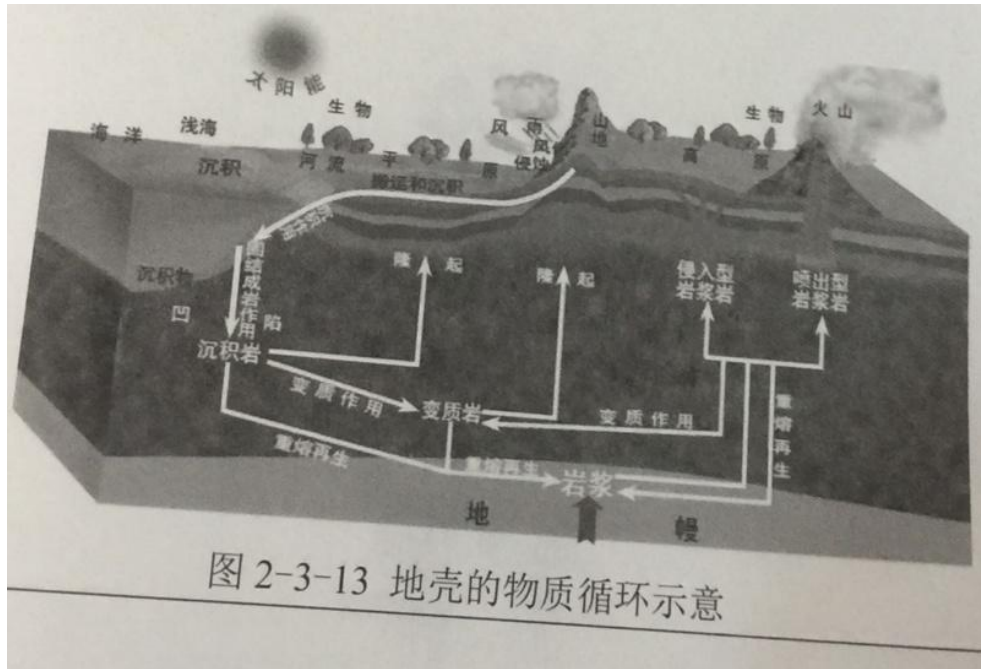 太阳能
生物
生物
火山
海洋
浅海
风雨
山地
风
侵蚀
河流
平原
高原
沉积
搬运和沉积
沉积物
固结成岩作用
凹陷
隆起
隆起
侵入型
岩浆岩
喷出型
岩浆岩
沉积岩
变质作用
变质岩
变质作用
重熔再生
重熔再生
重熔再生
岩浆
地幔
图 2-3-13 地壳的物质循环示意